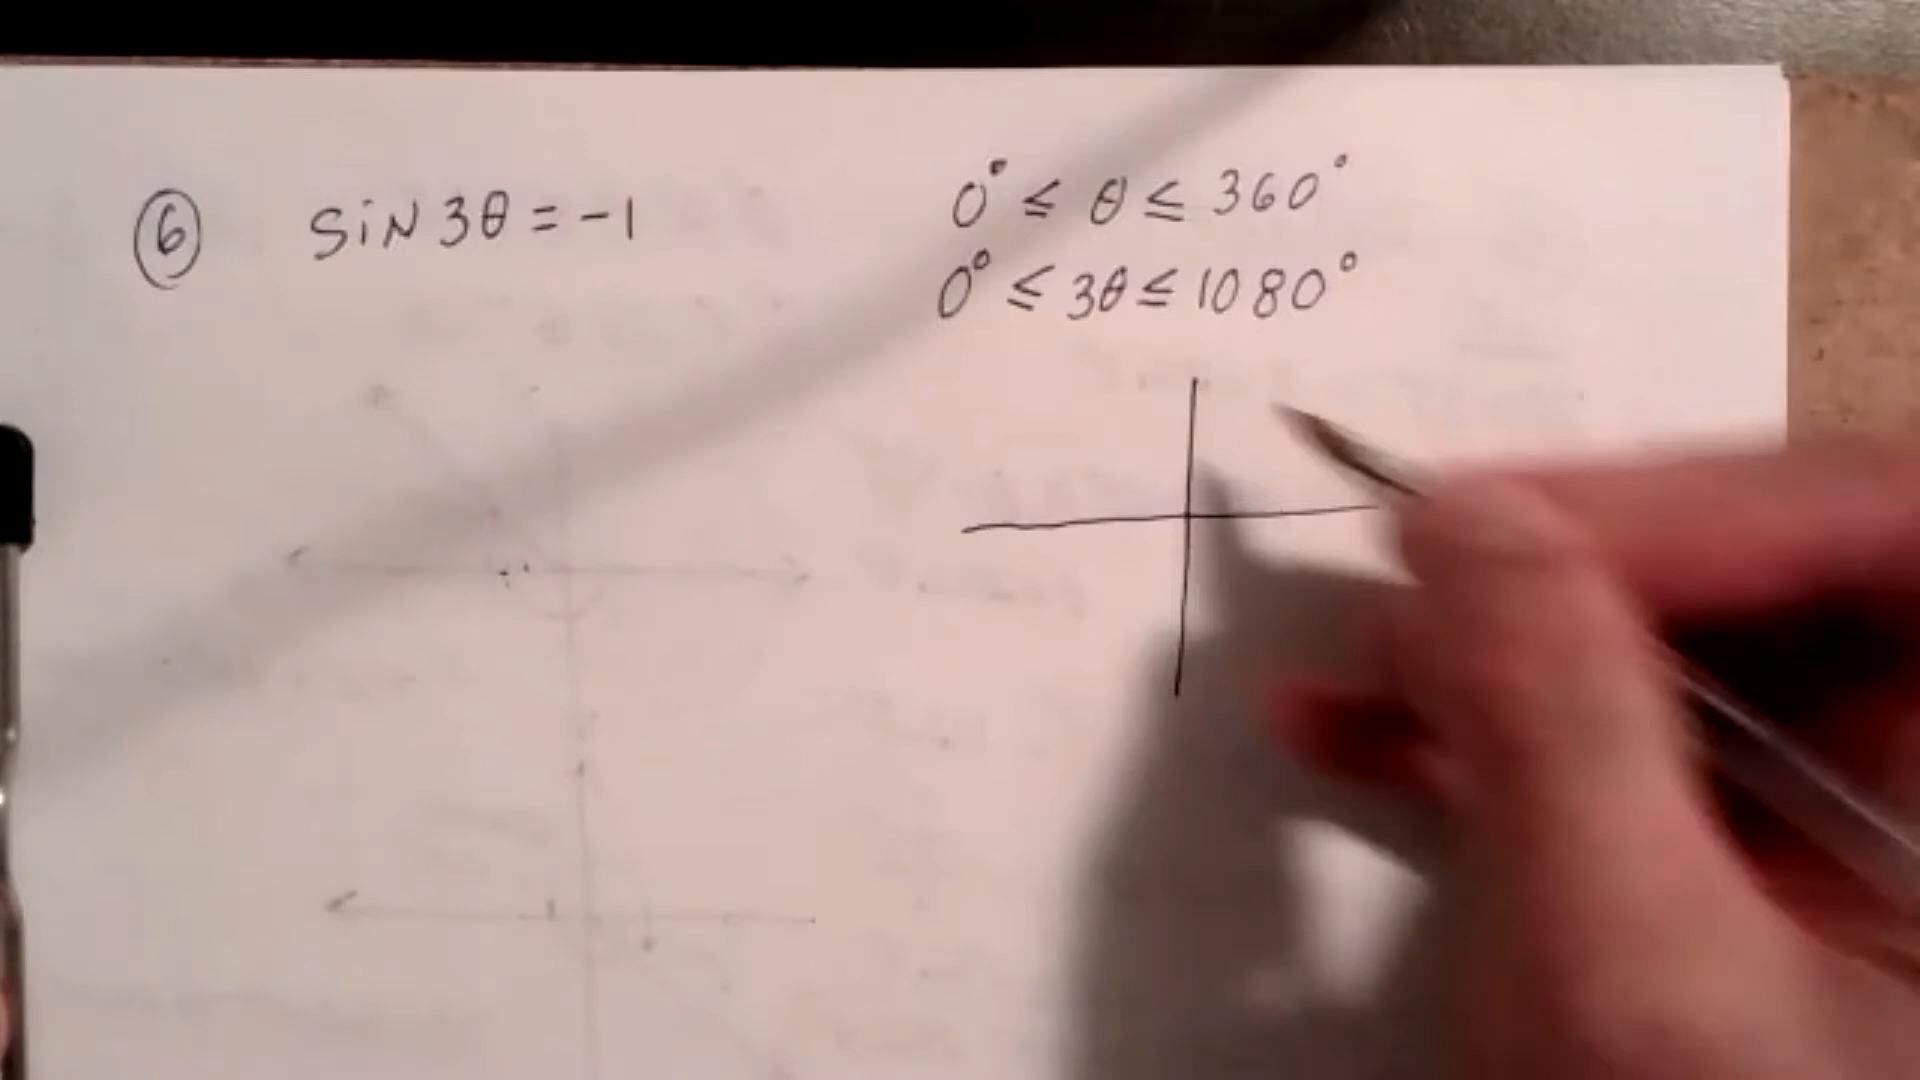 ⑥ SiN 3θ = -1
0° ≤ θ ≤ 360°
0° ≤ 3θ ≤ 1080°